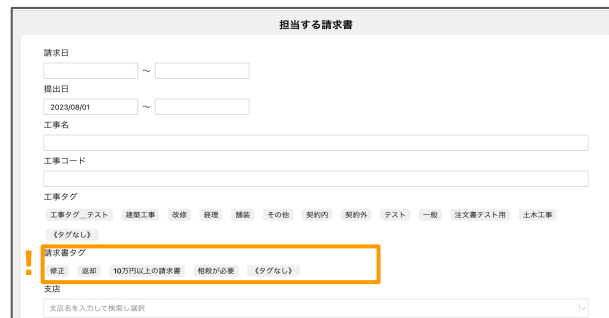 担当する請求書
請求日
～
提出日
2023/08/01 ～
工事名
工事コード
工事タグ
工事タグ__テスト 建築工事 改修 経理 舗装 その他 契約内 契約外 テスト 一般 注文書テスト用 土木工事
《タグなし》
! 請求書タグ
修正 返却 10万円以上の請求書 相殺が必要 《タグなし》
支店
支店名を入力して検索し選択